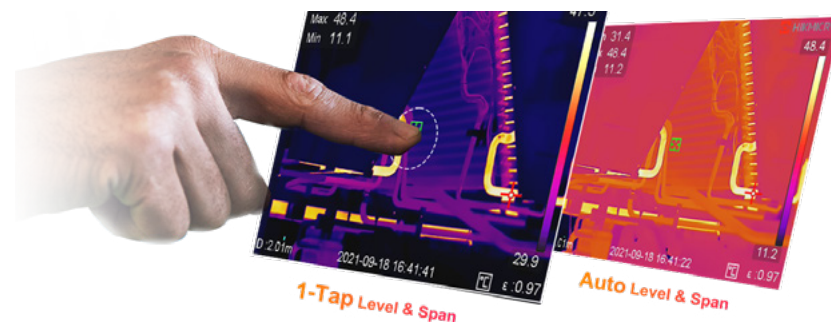 Max 48.4
Min 11.1
D :2.01m
2021-09-18 16:41:41
29.9
℃ ε :0.97
1-Tap Level & Span
31.4
48.4
11.2
48.4
11.2
2021-09-18 16:41:22
℃ ε :0.97
Auto Level & Span